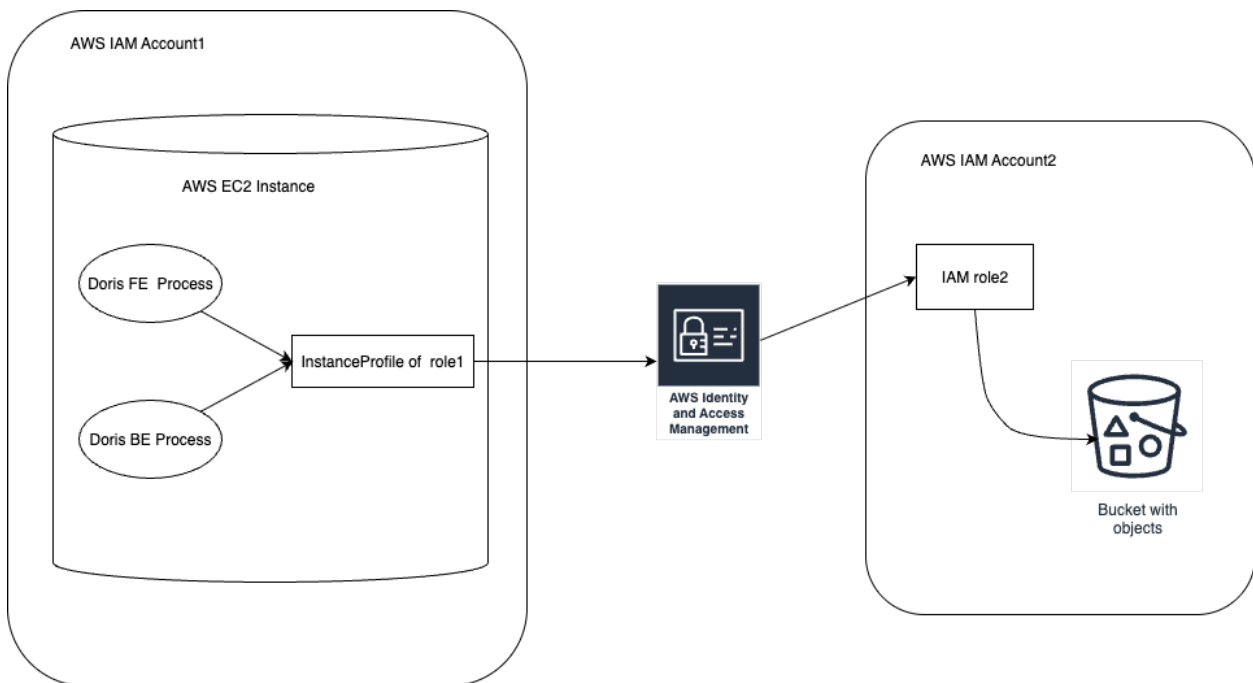 AWS IAM Account1
AWS EC2 Instance
Doris FE Process
InstanceProfile of role1
Doris BE Process
AWS Identity
and Access
Management
AWS IAM Account2
IAM role2
Bucket with
objects